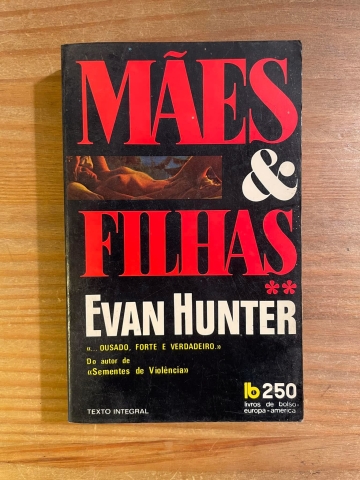 MÃES
&
FILHAS
**
EVAN HUNTER
«... OUSADO, FORTE E VERDADEIRO.»
Do autor de
«Sementes de Violência»
TEXTO INTEGRAL
lb 250
livros de bolso
europa-america